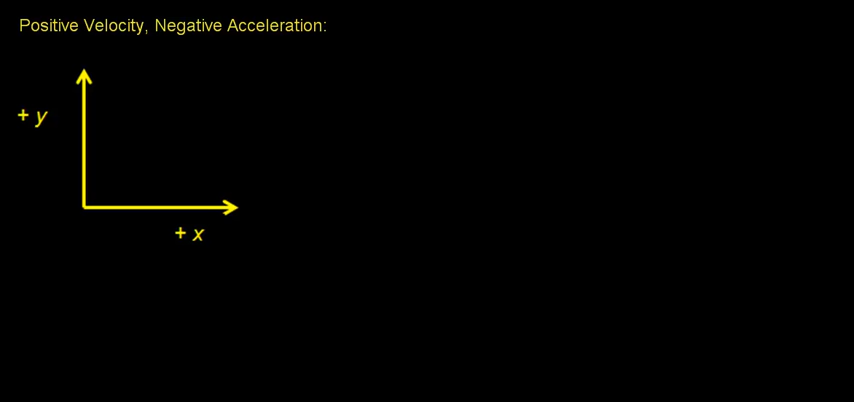 Positive Velocity, Negative Acceleration:
+ y
+ x